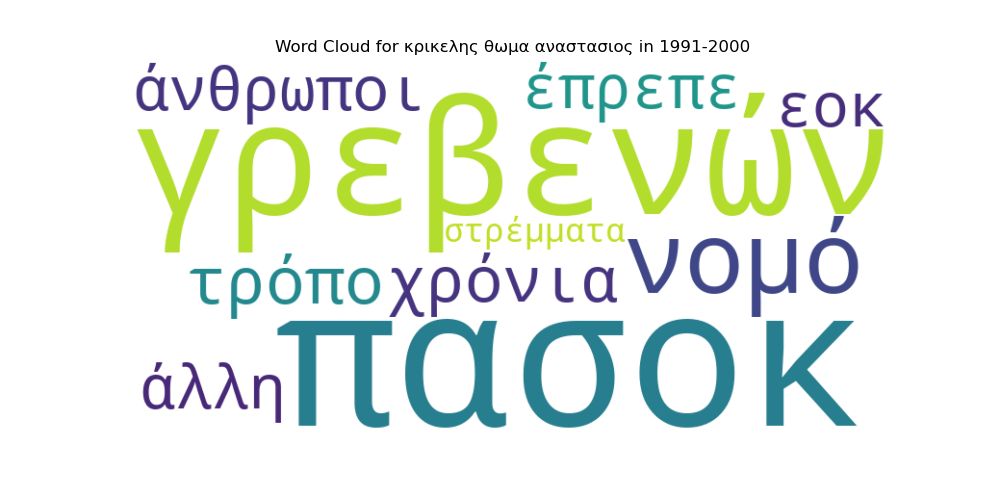 Word Cloud for κρικελης θωμα αναστασιος in 1991-2000
άνθρωποι έπρεπε εοκ
γρεβενών
στρέμματα
τρόπο χρόνια νομό
άλλη πασοκ